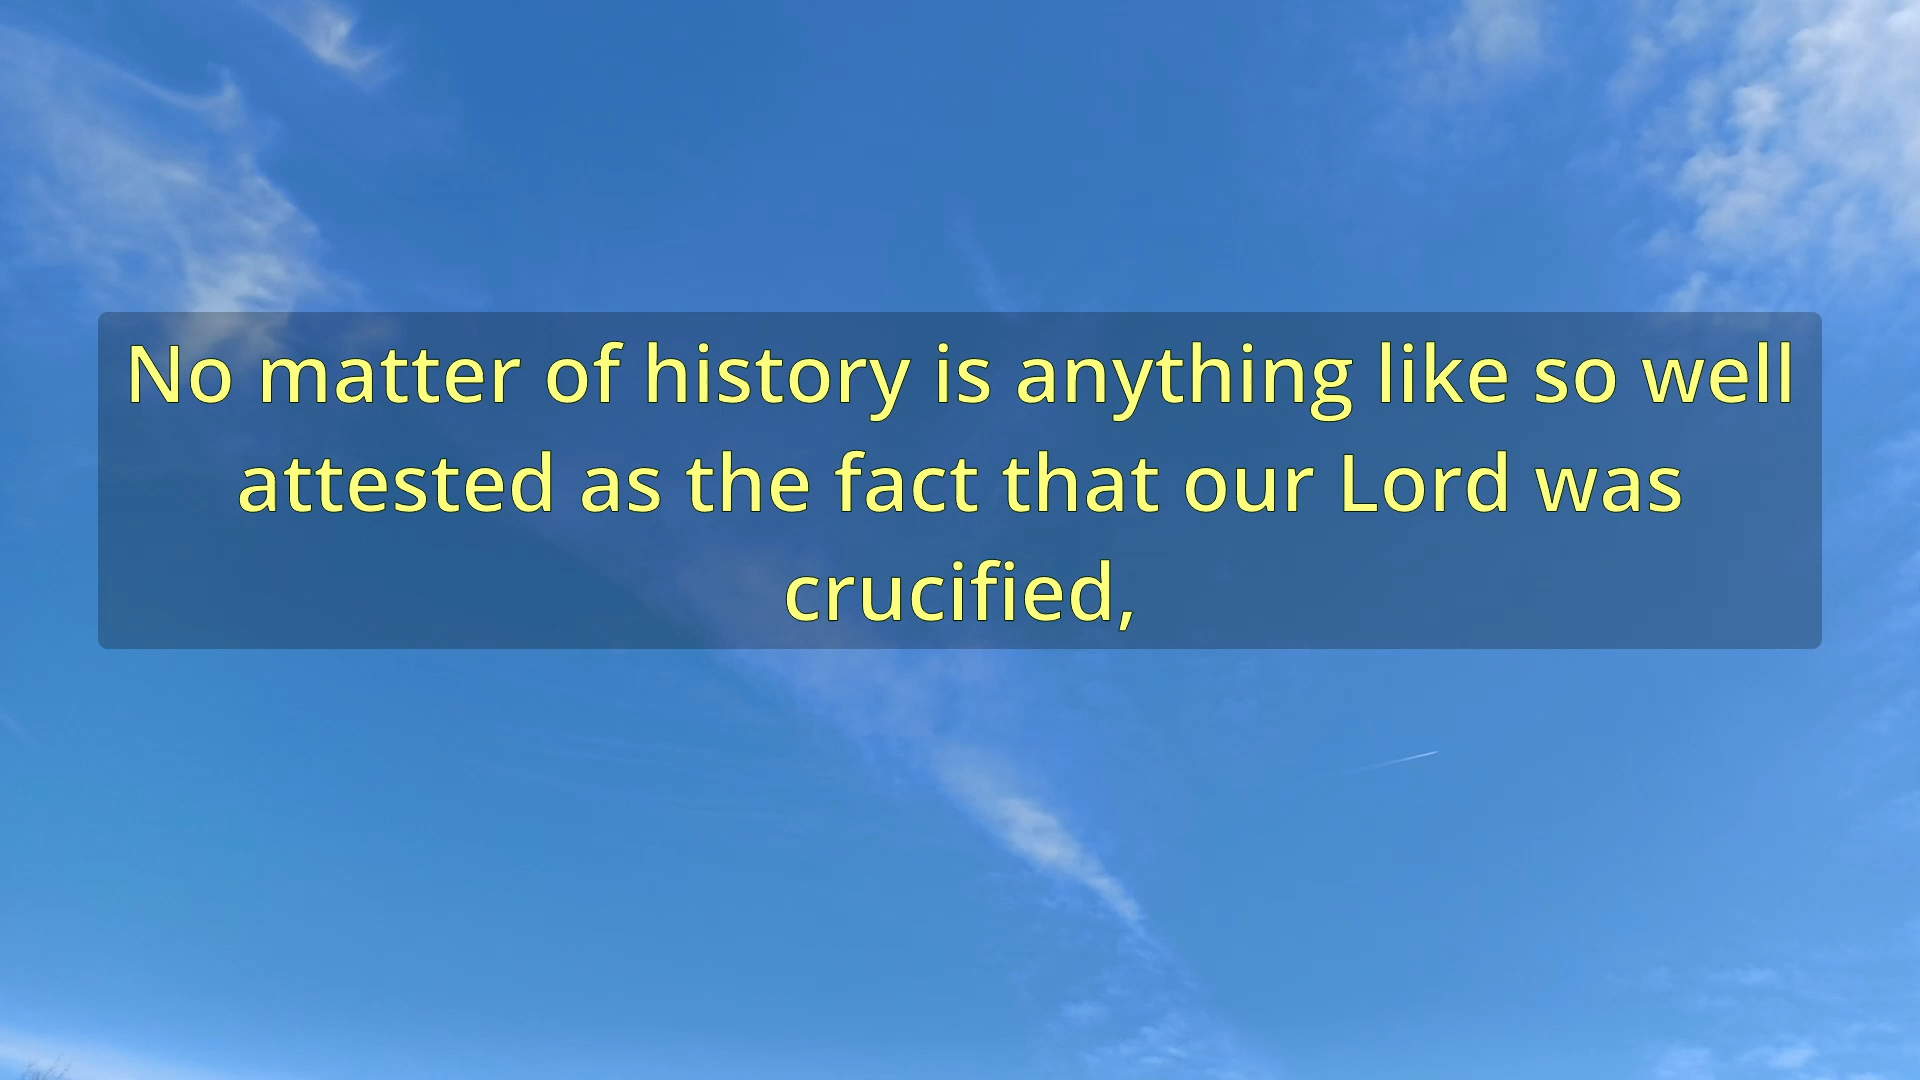 No matter of history is anything like so well
attested as the fact that our Lord was
crucified,